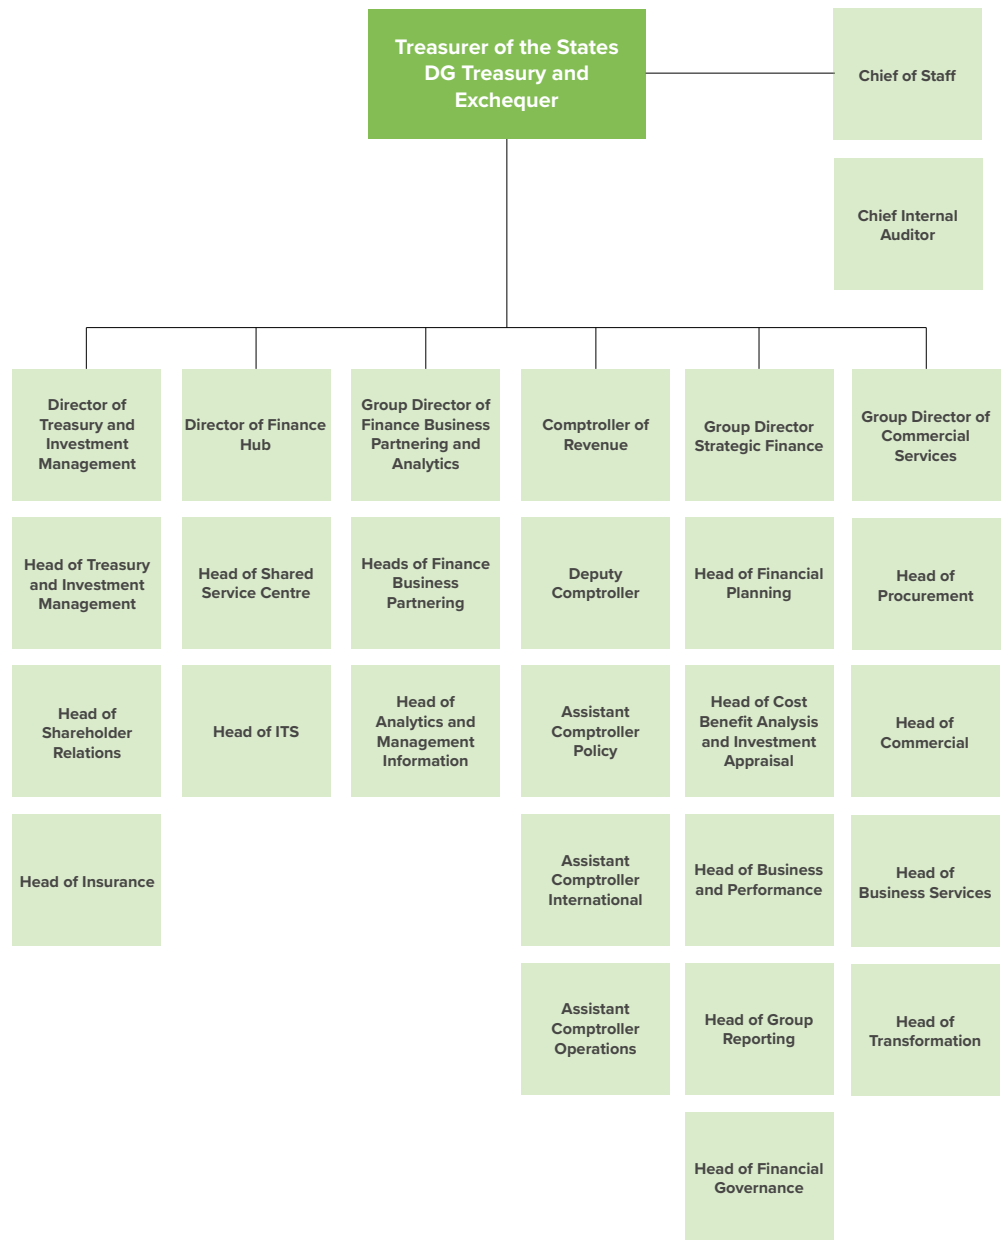 Treasurer of the States
DG Treasury and
Exchequer
Chief of Staff
Chief Internal
Auditor
Director of
Treasury and
Investment
Management
Head of Treasury
and Investment
Management
Head of
Shareholder
Relations
Head of Insurance
Director of Finance
Hub
Head of Shared
Service Centre
Head of ITS
Group Director of
Finance Business
Partnering and
Analytics
Heads of Finance
Business
Partnering
Head of
Analytics and
Management
Information
Comptroller of
Revenue
Deputy
Comptroller
Assistant
Comptroller
Policy
Assistant
Comptroller
International
Assistant
Comptroller
Operations
Group Director
Strategic Finance
Head of Financial
Planning
Head of Cost
Benefit Analysis
and Investment
Appraisal
Head of Business
and Performance
Head of Group
Reporting
Head of Financial
Governance
Group Director of
Commercial
Services
Head of
Procurement
Head of
Commercial
Head of
Business Services
Head of
Transformation